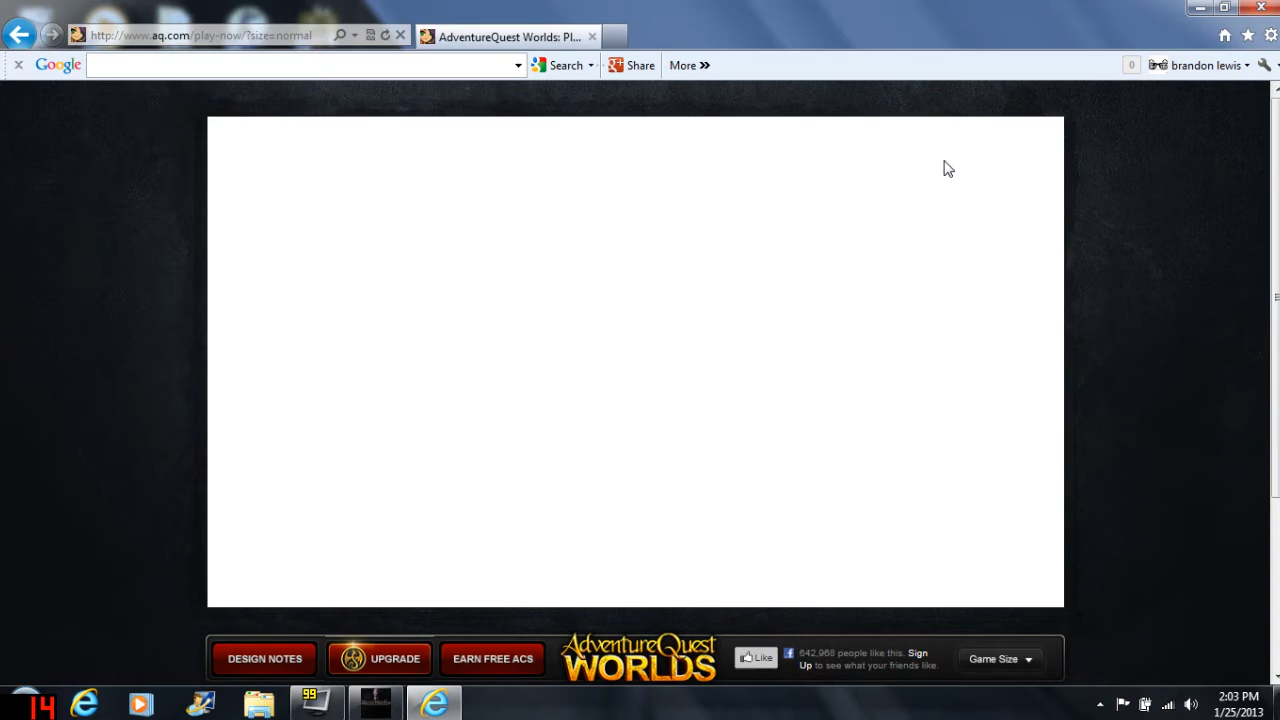 http://www.aq.com/play-now/?size=normal
AdventureQuest Worlds: Pl...
Google
Search
Share
More »
0
brandon lewis
DESIGN NOTES
UPGRADE
EARN FREE ACS
AdventureQuest
WORLDS
Like
642,968 people like this. Sign
Up to see what your friends like.
Game Size
14
99
2:03 PM
1/25/2013